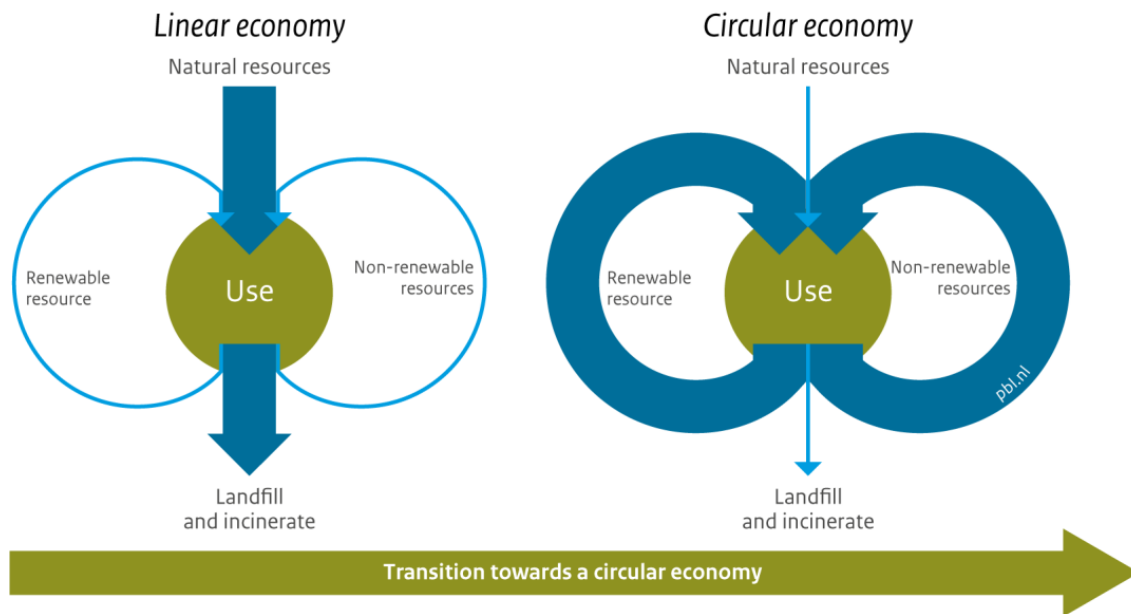 Linear economy
Natural resources
Renewable
resource
Use
Non-renewable
resources
Landfill
and incinerate
Circular economy
Natural resources
Renewable
resource
Use
Non-renewable
resources
pbl.nl
Landfill
and incinerate
Transition towards a circular economy